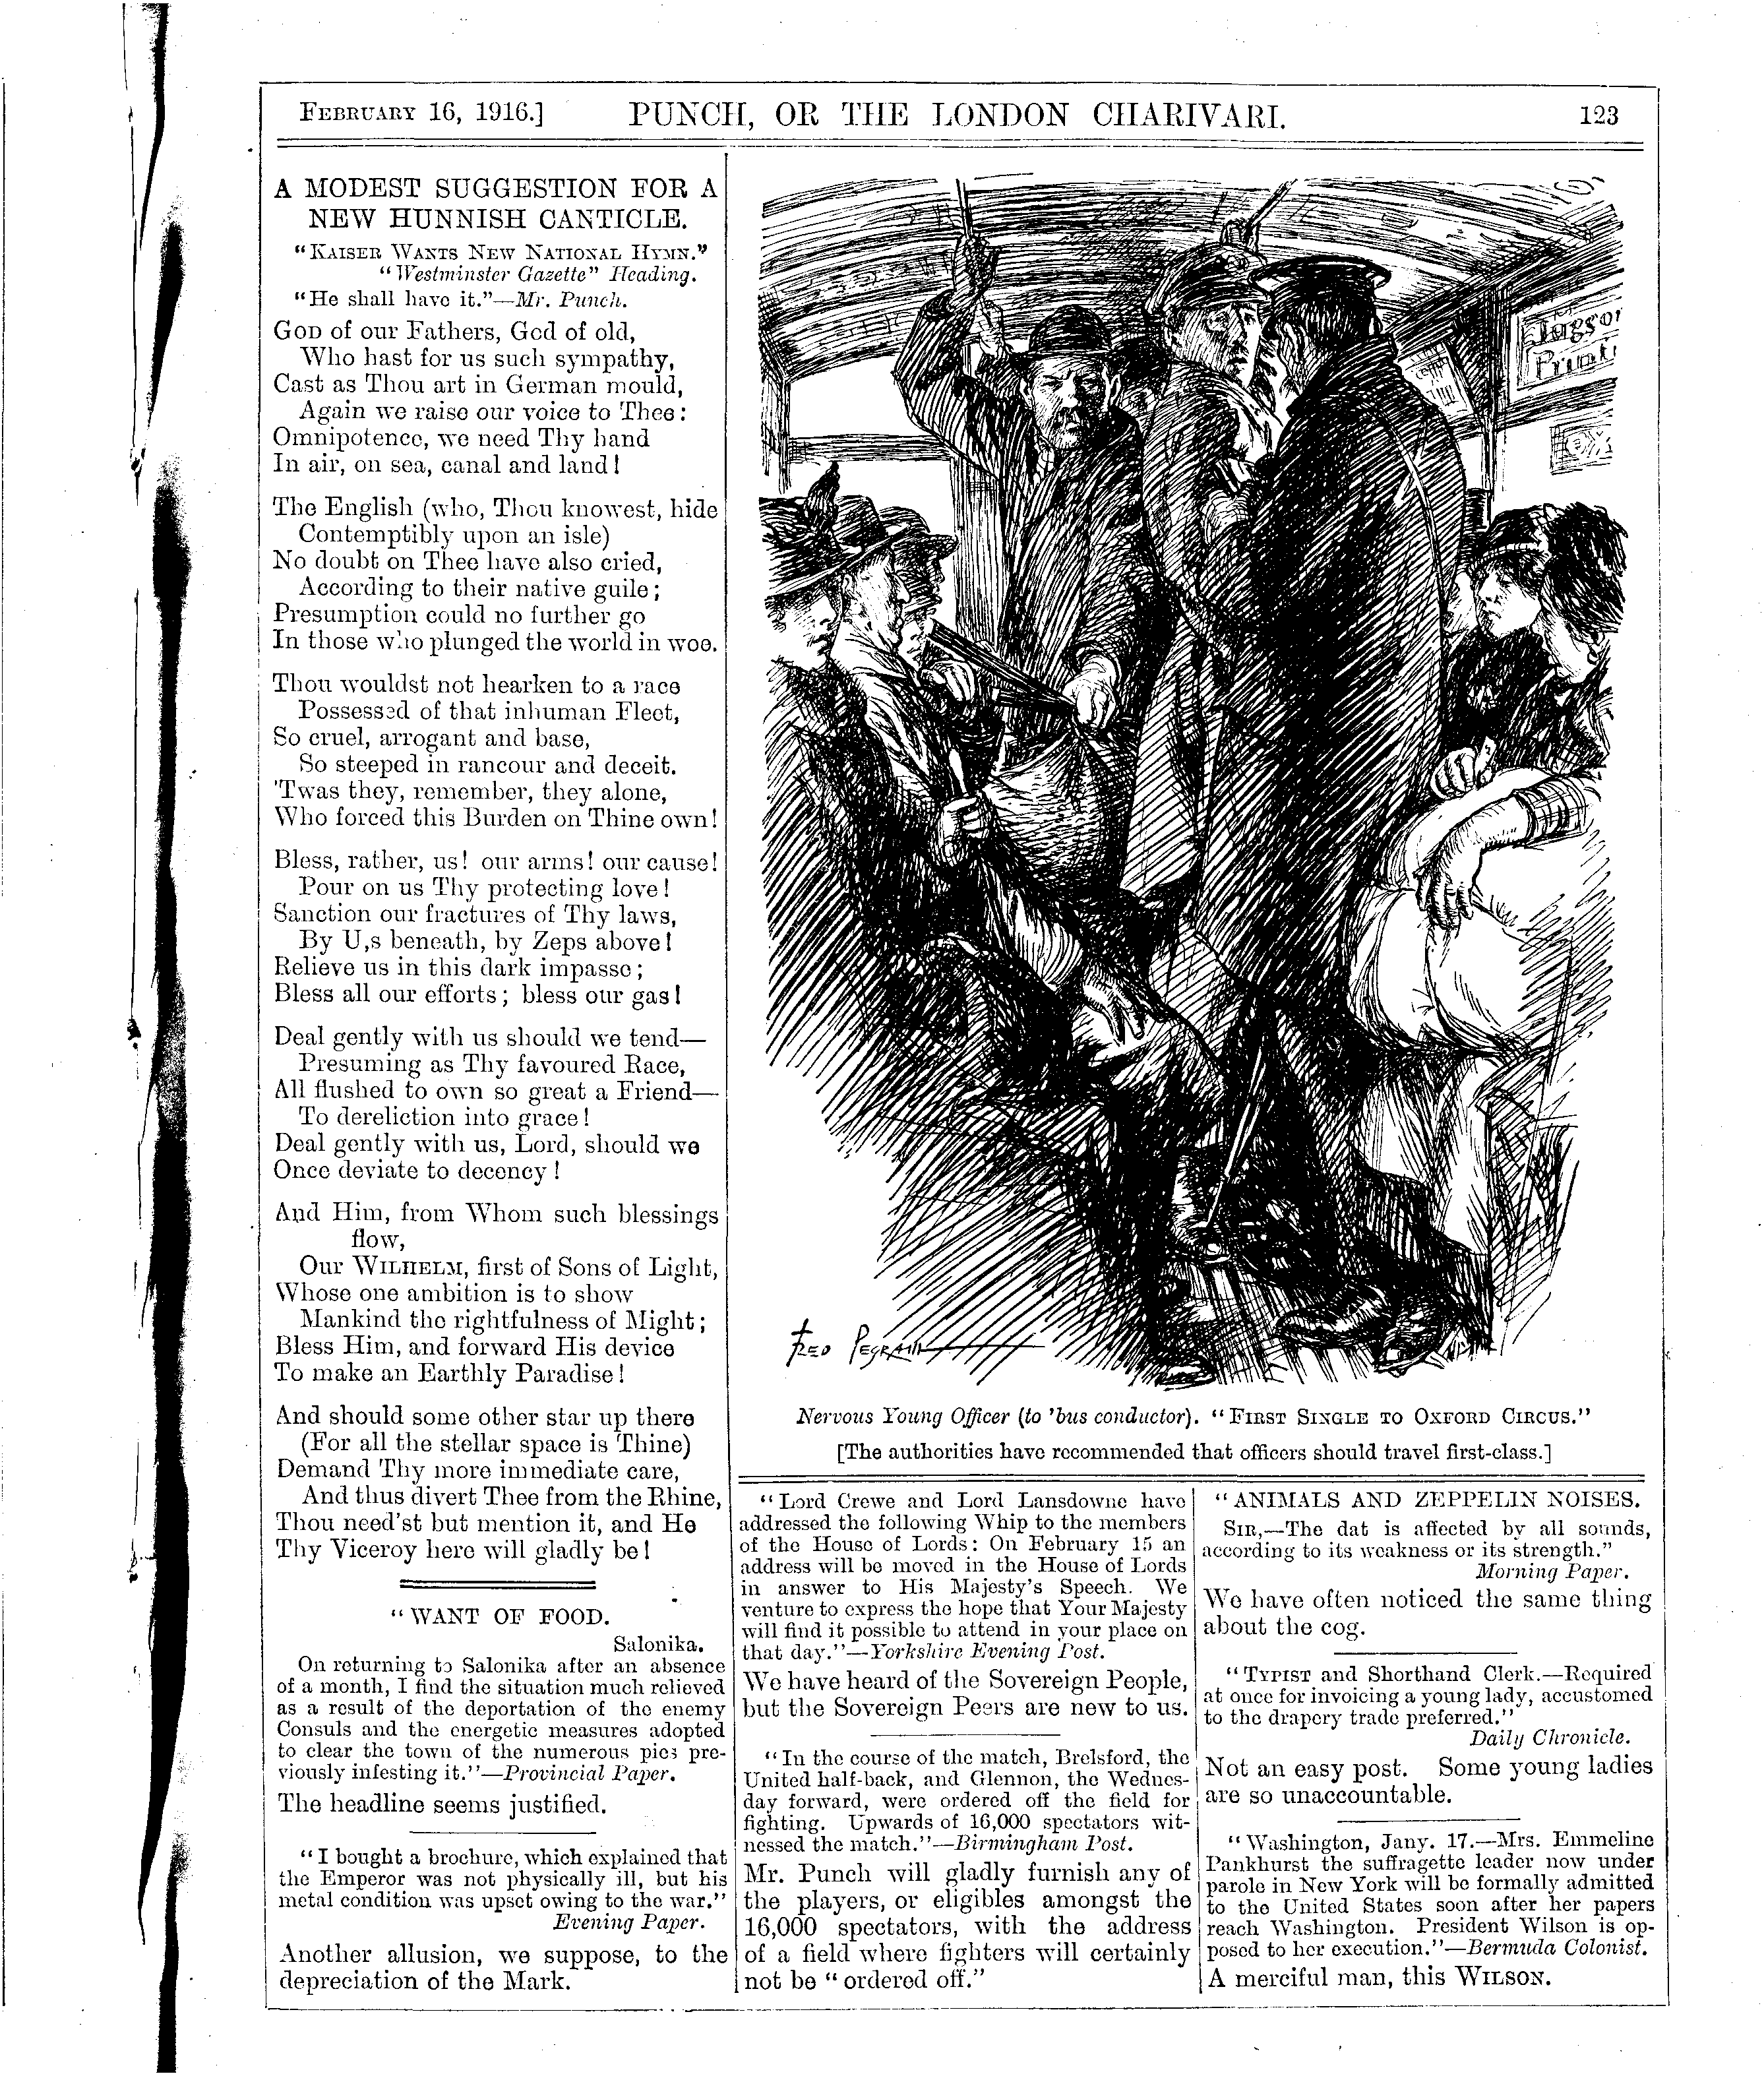 FEBRUARY 16, 1916.] PUNCH, OR THE LONDON CHARIVARI. 123
A MODEST SUGGESTION FOR A
NEW HUNNISH CANTICLE.
"KAISER WANTS NEW NATIONAL HYMN."
"Westminster Gazette" Heading.
"He shall have it."—Mr. Punch.
GOD of our Fathers, God of old,
Who hast for us such sympathy,
Cast as Thou art in German mould,
Again we raise our voice to Thee:
Omnipotence, we need Thy hand
In air, on sea, canal and land!
The English (who, Thou knowest, hide
Contemptibly upon an isle)
No doubt on Thee have also cried,
According to their native guile;
Presumption could no further go
In those who plunged the world in woe.
Thou wouldst not hearken to a race
Possessed of that inhuman Fleet,
So cruel, arrogant and base,
So steeped in rancour and deceit.
'Twas they, remember, they alone,
Who forced this Burden on Thine own!
Bless, rather, us! our arms! our cause!
Pour on us Thy protecting love!
Sanction our fractures of Thy laws,
By U,s beneath, by Zeps above!
Relieve us in this dark impasse;
Bless all our efforts; bless our gas!
Deal gently with us should we tend—
Presuming as Thy favoured Race,
All flushed to own so great a Friend—
To dereliction into grace!
Deal gently with us, Lord, should we
Once deviate to decency!
And Him, from Whom such blessings
flow,
Our WILHELM, first of Sons of Light,
Whose one ambition is to show
Mankind the rightfulness of Might;
Bless Him, and forward His device
To make an Earthly Paradise!
And should some other star up there
(For all the stellar space is Thine)
Demand Thy more immediate care,
And thus divert Thee from the Rhine,
Thou need'st but mention it, and He
Thy Viceroy here will gladly be!
"WANT OF FOOD.
Salonika.
On returning to Salonika after an absence
of a month, I find the situation much relieved
as a result of the deportation of the enemy
Consuls and the energetic measures adopted
to clear the town of the numerous pies pre-
viously infesting it."—Provincial Paper.
The headline seems justified.
"I bought a brochure, which explained that
the Emperor was not physically ill, but his
metal condition was upset owing to the war."
Evening Paper.
Another allusion, we suppose, to the
depreciation of the Mark.
Juggo
Printi
FRED PEGRAM
Nervous Young Officer (to 'bus conductor). "FIRST SINGLE TO OXFORD CIRCUS."
[The authorities have recommended that officers should travel first-class.]
"Lord Crewe and Lord Lansdowne have
addressed the following Whip to the members
of the House of Lords: On February 15 an
address will be moved in the House of Lords
in answer to His Majesty's Speech. We
venture to express the hope that Your Majesty
will find it possible to attend in your place on
that day."—Yorkshire Evening Post.
We have heard of the Sovereign People,
but the Sovereign Peers are new to us.
"In the course of the match, Brelsford, the
United half-back, and Glennon, the Wednes-
day forward, were ordered off the field for
fighting. Upwards of 16,000 spectators wit-
nessed the match."—Birmingham Post.
Mr. Punch will gladly furnish any of
the players, or eligibles amongst the
16,000 spectators, with the address
of a field where fighters will certainly
not be "ordered off."
"ANIMALS AND ZEPPELIN NOISES.
SIR,—The dat is affected by all sounds,
according to its weakness or its strength."
Morning Paper.
We have often noticed the same thing
about the cog.
"TYPIST and Shorthand Clerk.—Required
at once for invoicing a young lady, accustomed
to the drapery trade preferred."
Daily Chronicle.
Not an easy post. Some young ladies
are so unaccountable.
"Washington, Jany. 17.—Mrs. Emmeline
Pankhurst the suffragette leader now under
parole in New York will be formally admitted
to the United States soon after her papers
reach Washington. President Wilson is op-
posed to her execution."—Bermuda Colonist.
A merciful man, this WILSON.